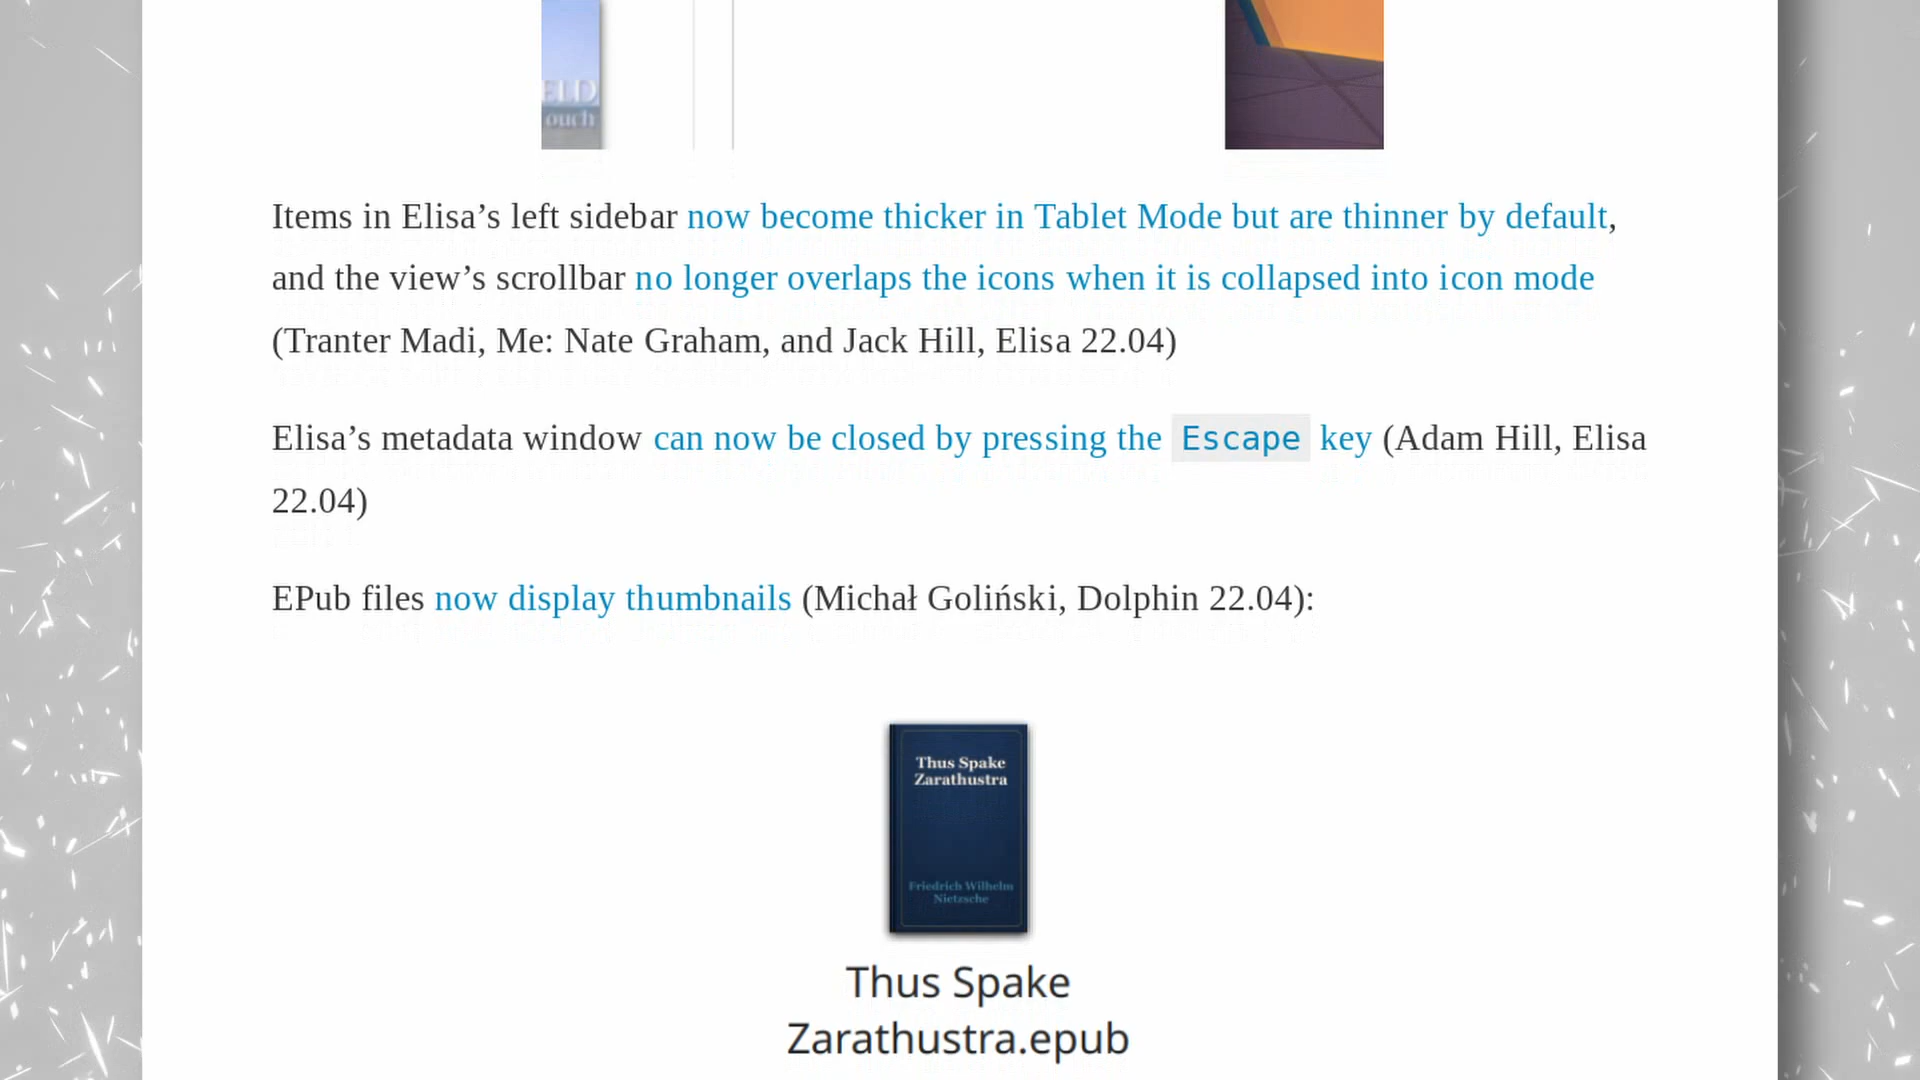 ELD
ouch
Items in Elisa’s left sidebar now become thicker in Tablet Mode but are thinner by default,
and the view’s scrollbar no longer overlaps the icons when it is collapsed into icon mode
(Tranter Madi, Me: Nate Graham, and Jack Hill, Elisa 22.04)
Elisa’s metadata window can now be closed by pressing the Escape key (Adam Hill, Elisa
22.04)
EPub files now display thumbnails (Michał Goliński, Dolphin 22.04):
Thus Spake
Zarathustra
Friedrich Wilhelm
Nietzsche
Thus Spake
Zarathustra.epub